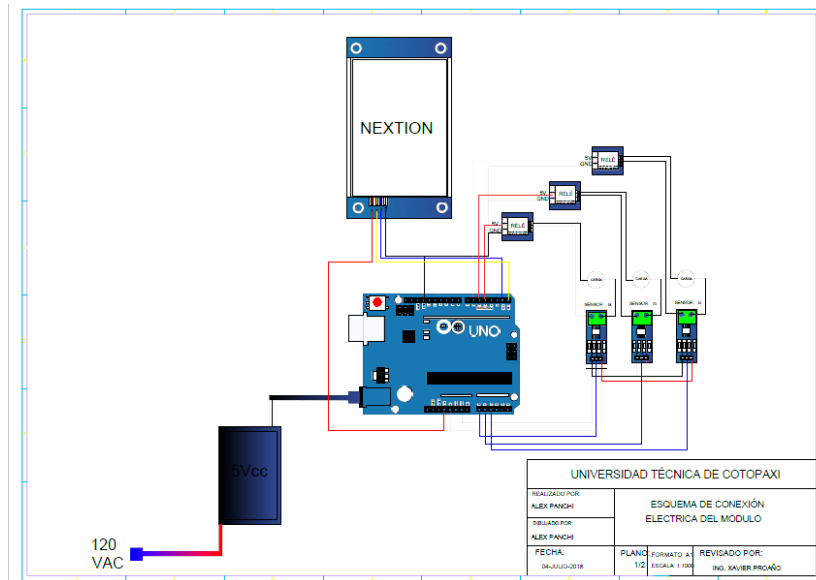 NEXTION
5V
GND
RELÉ
5V
GND
RELÉ
5V
GND
RELÉ
CARGA
CARGA
CARGA
SENSOR
SENSOR
SENSOR
UNO
5Vcc
120
VAC
UNIVERSIDAD TÉCNICA DE COTOPAXI
REALIZADO POR:
ALEX PANCHI
DIBUJADO POR:
ALEX PANCHI
ESQUEMA DE CONEXIÓN
ELECTRICA DEL MODULO
FECHA:
04-JULIO-2018
PLANO:
1/2
FORMATO: A1
ESCALA: 1:1000
REVISADO POR:
ING. XAVIER PROAÑO